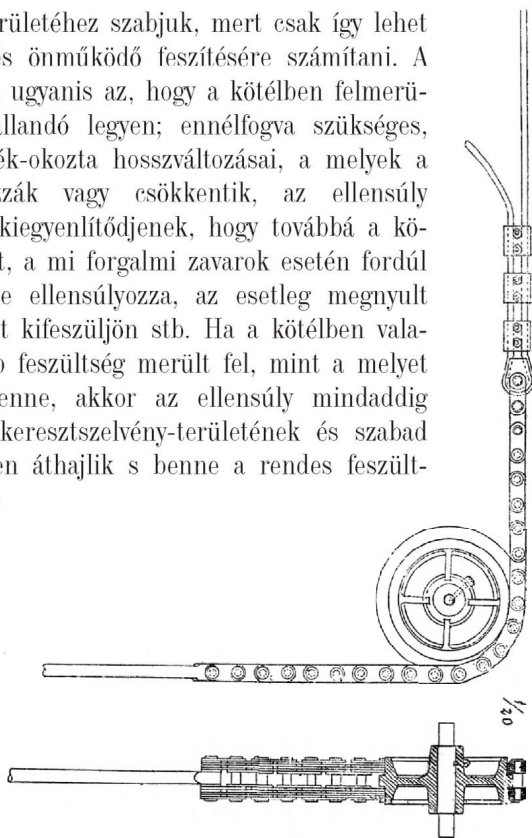 rületéhez szabjuk, mert csak így lehet
es önműködő feszítésére számítani. A
ugyanis az, hogy a kötélben felmerü-
állandó legyen; ennélfogva szükséges,
ék-okozta hosszváltozásai, a melyek a
zzák vagy csökkentik, az ellensúly
kiegyenlítődjenek, hogy továbbá a kö-
t, a mi forgalmi zavarok esetén fordúl
e ellensúlyozza, az esetleg megnyult
t kifeszüljön stb. Ha a kötélben vala-
b feszültség merült fel, mint a melyet
enne, akkor az ellensúly mindaddig
keresztszelvény-területének és szabad
en áthajlik s benne a rendes feszült-
1/20